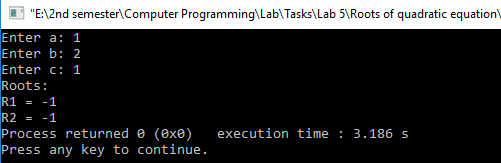 "E:\2nd semester\Computer Programming\Lab\Tasks\Lab 5\Roots of quadratic equation\
Enter a: 1
Enter b: 2
Enter c: 1
Roots:
R1 = -1
R2 = -1
Process returned 0 (0x0)   execution time : 3.186 s
Press any key to continue.